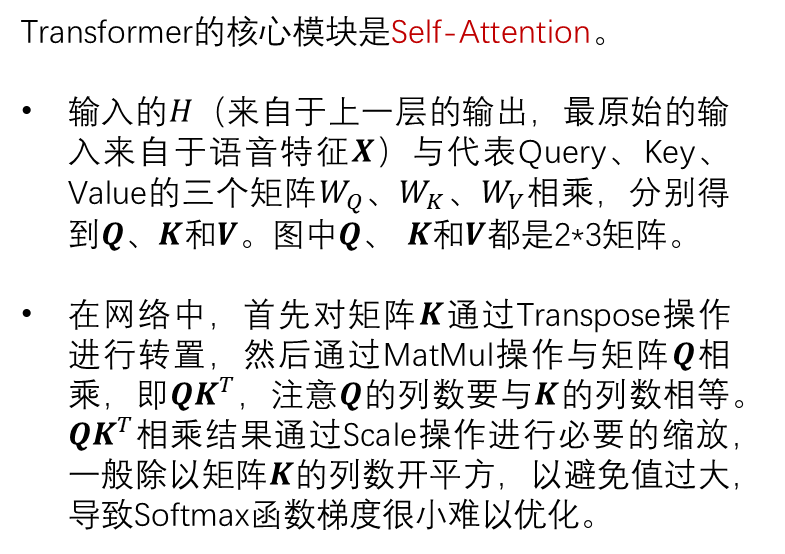 Transformer的核心模块是Self-Attention。
• 输入的H（来自于上一层的输出，最原始的输
入来自于语音特征X）与代表Query、Key、
Value的三个矩阵W_Q、W_K、W_V相乘，分别得
到Q、K和V。图中Q、 K和V都是2*3矩阵。
• 在网络中，首先对矩阵K通过Transpose操作
进行转置，然后通过MatMul操作与矩阵Q相
乘，即QK^T，注意Q的列数要与K的列数相等。
QK^T相乘结果通过Scale操作进行必要的缩放，
一般除以矩阵K的列数开平方，以避免值过大，
导致Softmax函数梯度很小难以优化。